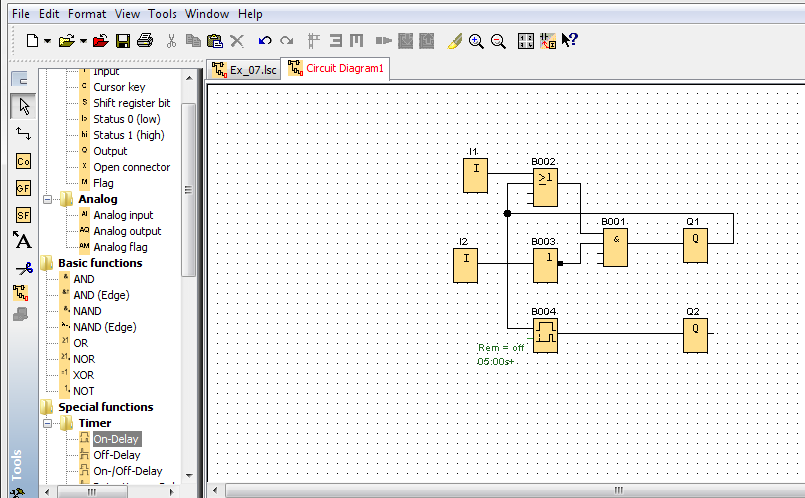 File Edit Format View Tools Window Help
Ex_07.lsc Circuit Diagram1
Input
Cursor key
Shift register bit
Status 0 (low)
Status 1 (high)
Output
Open connector
Flag
Analog
Analog input
Analog output
Analog flag
Basic functions
AND
AND (Edge)
NAND
NAND (Edge)
OR
NOR
XOR
NOT
Special functions
Timer
On-Delay
Off-Delay
On-/Off-Delay
Co
GF
SF
A
Tools
I1
I
B002
≥1
B001
&
Q1
Q
I2
I
B003
1
B004
Q2
Q
Rem = off
05:00s+